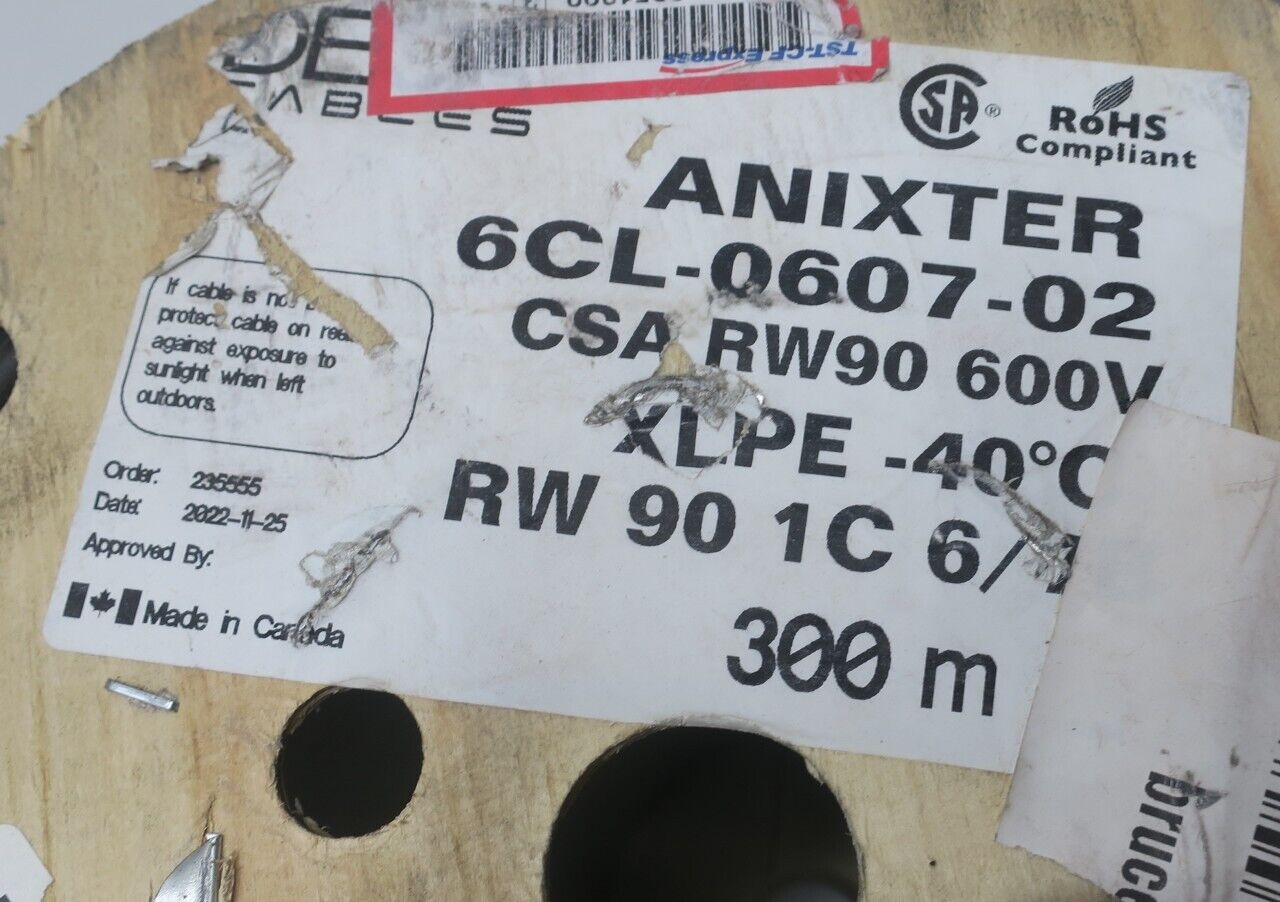 TST-CF Express
CABLES
CSA®
RoHS
Compliant
ANIXTER
6CL-0607-02
CSA RW90 600V
XLPE -40°C
RW 90 1C 6/
300 m
If cable is
protect cable on
against exposure to
sunlight when left
outdoors.
Order: 235555
Date: 2022-11-25
Approved By:
Made in Canada